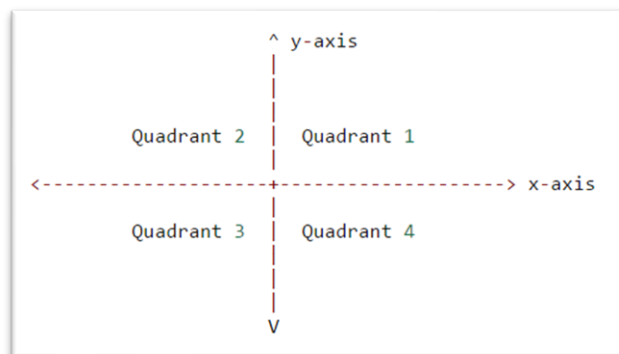 ^ y-axis
|
|
|
Quadrant 2 | Quadrant 1
|
<--------------------+--------------------> x-axis
|
Quadrant 3 | Quadrant 4
|
|
|
V